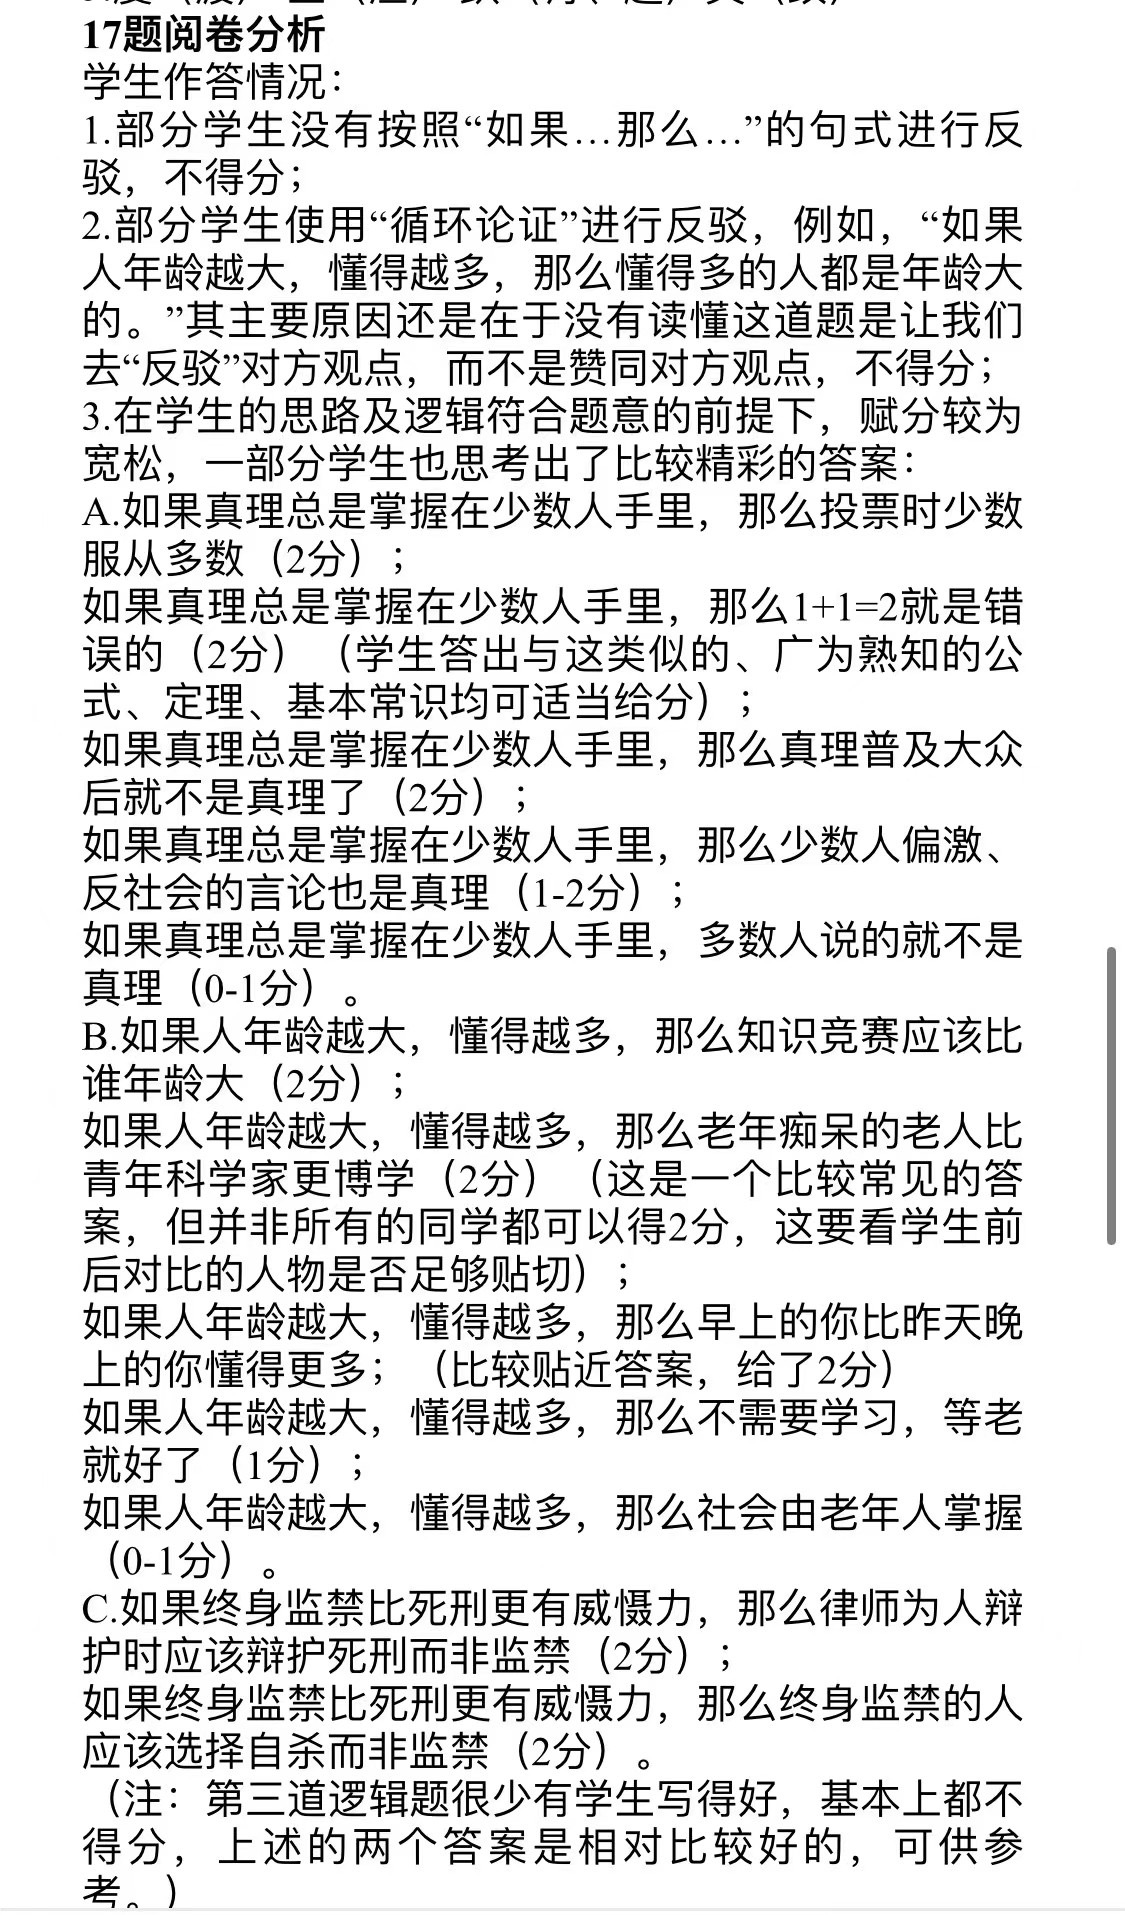 17题阅卷分析
学生作答情况：
1.部分学生没有按照“如果...那么...”的句式进行反
驳，不得分；
2.部分学生使用“循环论证”进行反驳，例如，“如果
人年龄越大，懂得越多，那么懂得多的人都是年龄大
的。”其主要原因还是在于没有读懂这道题是让我们
去“反驳”对方观点，而不是赞同对方观点，不得分；
3.在学生的思路及逻辑符合题意的前提下，赋分较为
宽松，一部分学生也思考出了比较精彩的答案：
A.如果真理总是掌握在少数人手里，那么投票时少数
服从多数（2分）；
如果真理总是掌握在少数人手里，那么1+1=2就是错
误的（2分）（学生答出与这类似的、广为熟知的公
式、定理、基本常识均可适当给分）；
如果真理总是掌握在少数人手里，那么真理普及大众
后就不是真理了（2分）；
如果真理总是掌握在少数人手里，那么少数人偏激、
反社会的言论也是真理（1-2分）；
如果真理总是掌握在少数人手里，多数人说的就不是
真理（0-1分）。
B.如果人年龄越大，懂得越多，那么知识竞赛应该比
谁年龄大（2分）；
如果人年龄越大，懂得越多，那么老年痴呆的老人比
青年科学家更博学（2分）（这是一个比较常见的答
案，但并非所有的同学都可以得2分，这要看学生前
后对比的人物是否足够贴切）；
如果人年龄越大，懂得越多，那么早上的你比昨天晚
上的你懂得更多；（比较贴近答案，给了2分）
如果人年龄越大，懂得越多，那么不需要学习，等老
就好了（1分）；
如果人年龄越大，懂得越多，那么社会由老年人掌握
（0-1分）。
C.如果终身监禁比死刑更有威慑力，那么律师为人辩
护时应该辩护死刑而非监禁（2分）；
如果终身监禁比死刑更有威慑力，那么终身监禁的人
应该选择自杀而非监禁（2分）。
（注：第三道逻辑题很少有学生写得好，基本上都不
得分，上述的两个答案是相对比较好的，可供参
考。）